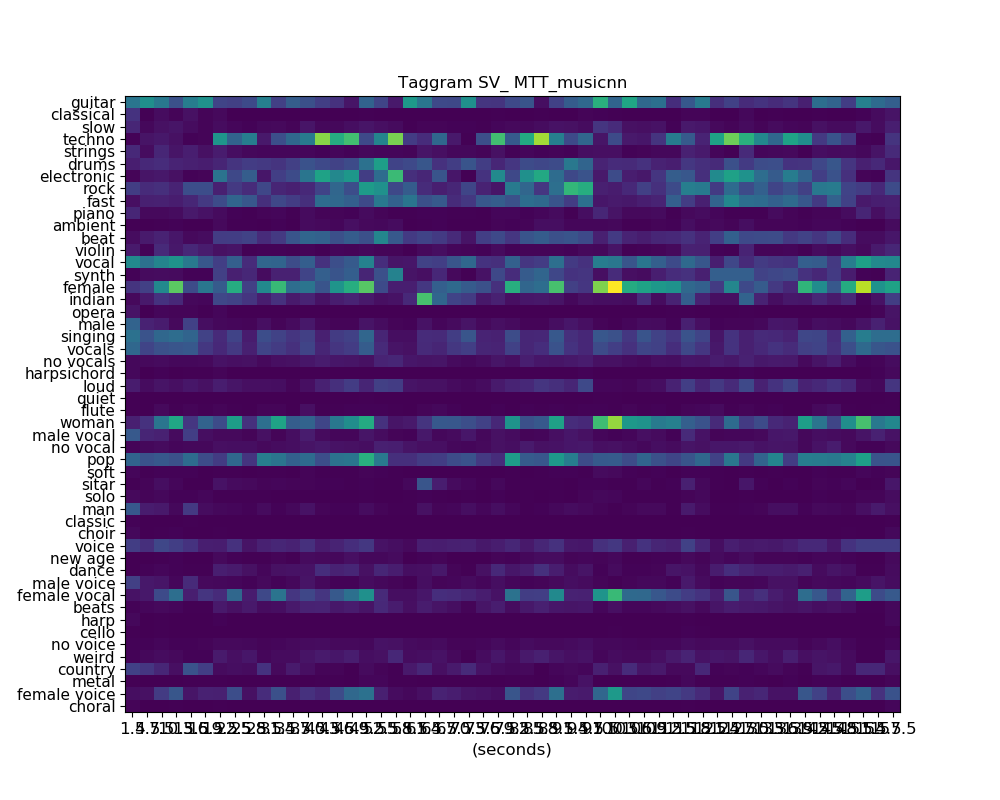 Taggram SV_ MTT_musicnn
guitar
classical
slow
techno
strings
drums
electronic
rock
fast
piano
ambient
beat
violin
vocal
synth
female
indian
opera
male
singing
vocals
no vocals
harpsichord
loud
quiet
flute
woman
male vocal
no vocal
pop
soft
sitar
solo
man
classic
choir
voice
new age
dance
male voice
female vocal
beats
harp
cello
no voice
weird
country
metal
female voice
choral
(seconds)